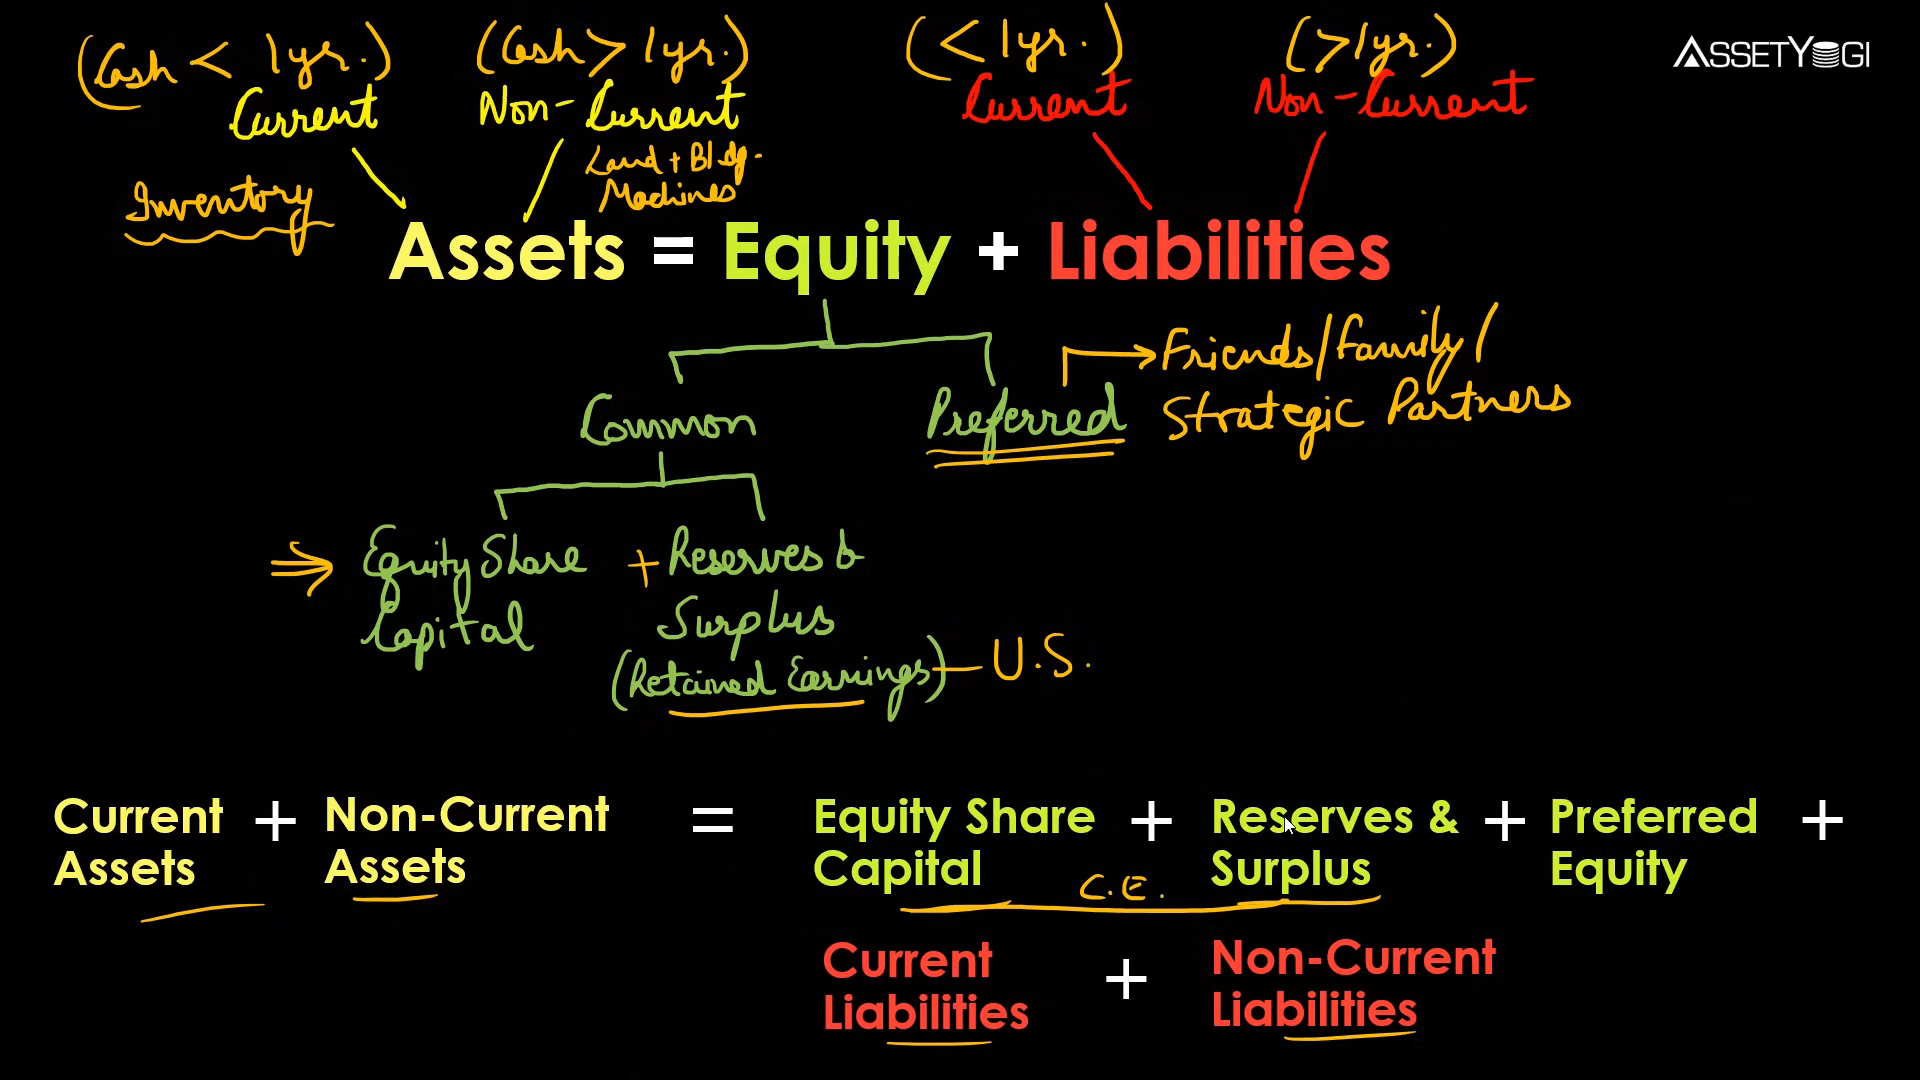 (Cash < 1yr.)
(Cash > 1yr.)
(< 1yr.)
(>1yr.)
ASSETYOGI
Current
Non-Current
Current
Non-Current
Land + Bldg.
Machines
Inventory
Assets = Equity + Liabilities
Common
Preferred
Friends/Family/
Strategic Partners
⇒ Equity Share
Capital
+ Reserves &
Surplus
(Retained Earnings) — U.S.
Current + Non-Current = Equity Share + Reserves & + Preferred +
Assets Assets Capital Surplus Equity
C.E.
Current + Non-Current
Liabilities Liabilities